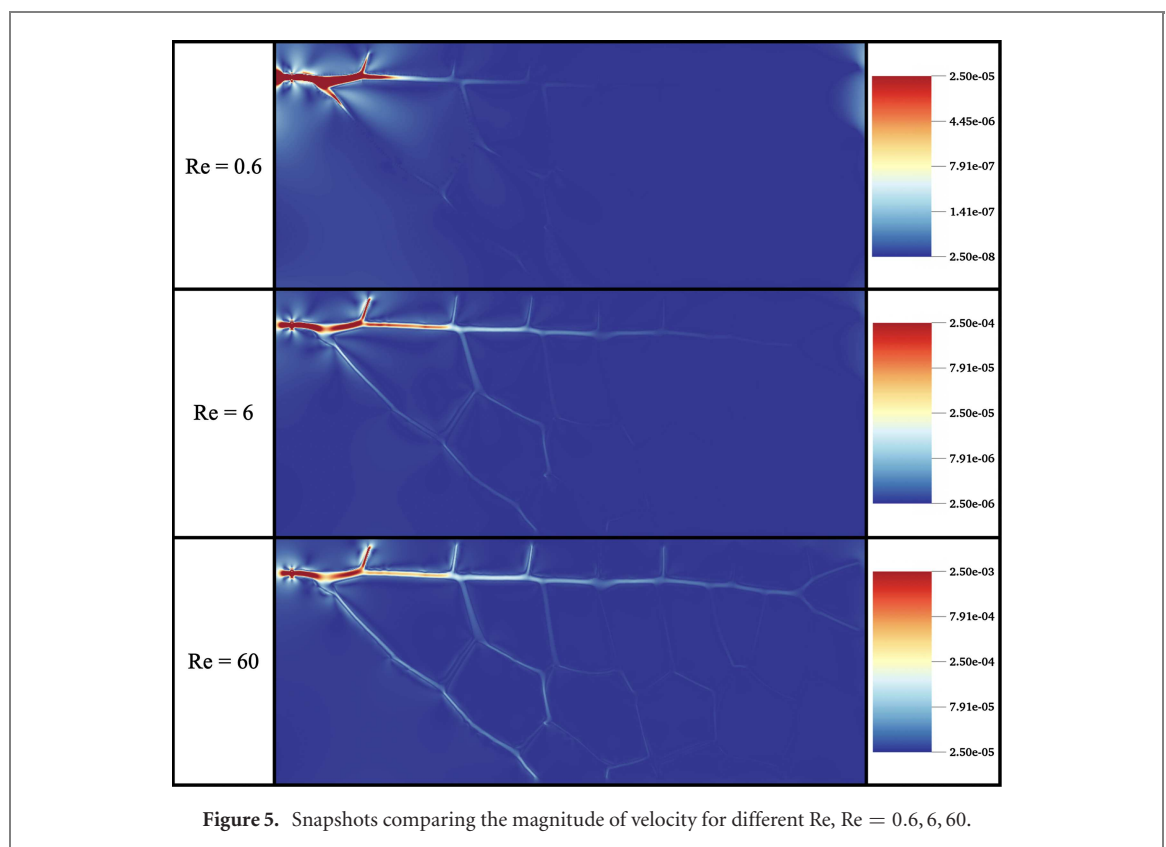 Re = 0.6
2.50e-05
4.45e-06
7.91e-07
1.41e-07
2.50e-08
Re = 6
2.50e-04
7.91e-05
2.50e-05
7.91e-06
2.50e-06
Re = 60
2.50e-03
7.91e-04
2.50e-04
7.91e-05
2.50e-05
Figure 5. Snapshots comparing the magnitude of velocity for different Re, Re = 0.6, 6, 60.